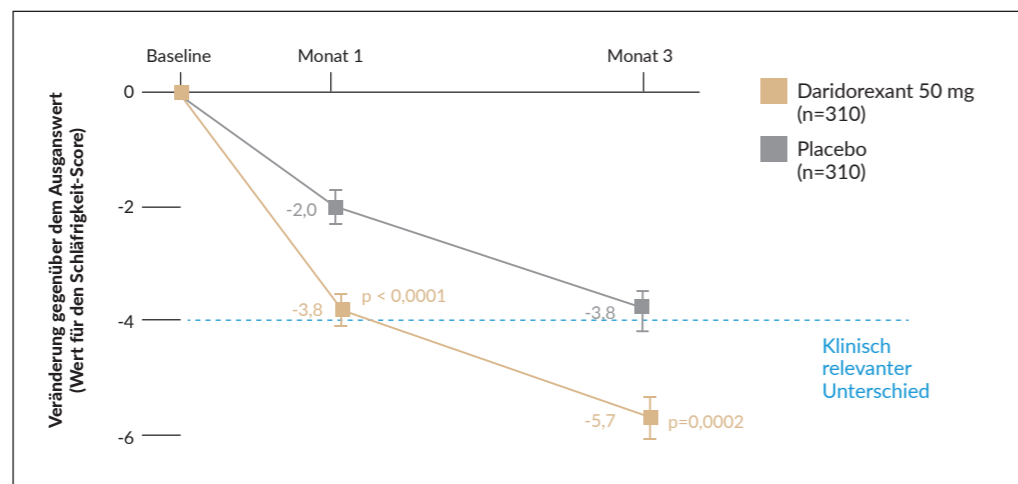 Baseline
Monat 1
Monat 3
0
-2
-4
-6
Veränderung gegenüber dem Ausganswert
(Wert für den Schläfrigkeit-Score)
-2,0
-3,8
p < 0,0001
-3,8
-5,7
p=0,0002
Daridorexant 50 mg
(n=310)
Placebo
(n=310)
Klinisch
relevanter
Unterschied